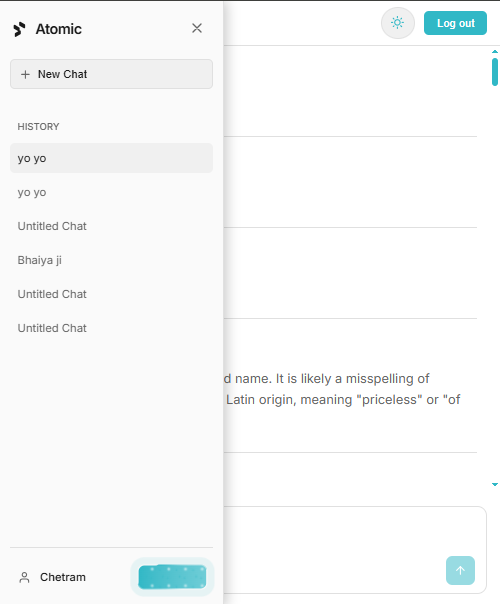 Atomic
Log out
New Chat
HISTORY
yo yo
yo yo
Untitled Chat
Bhaiya ji
Untitled Chat
Untitled Chat
d name. It is likely a misspelling of
Latin origin, meaning "priceless" or "of
Chetram